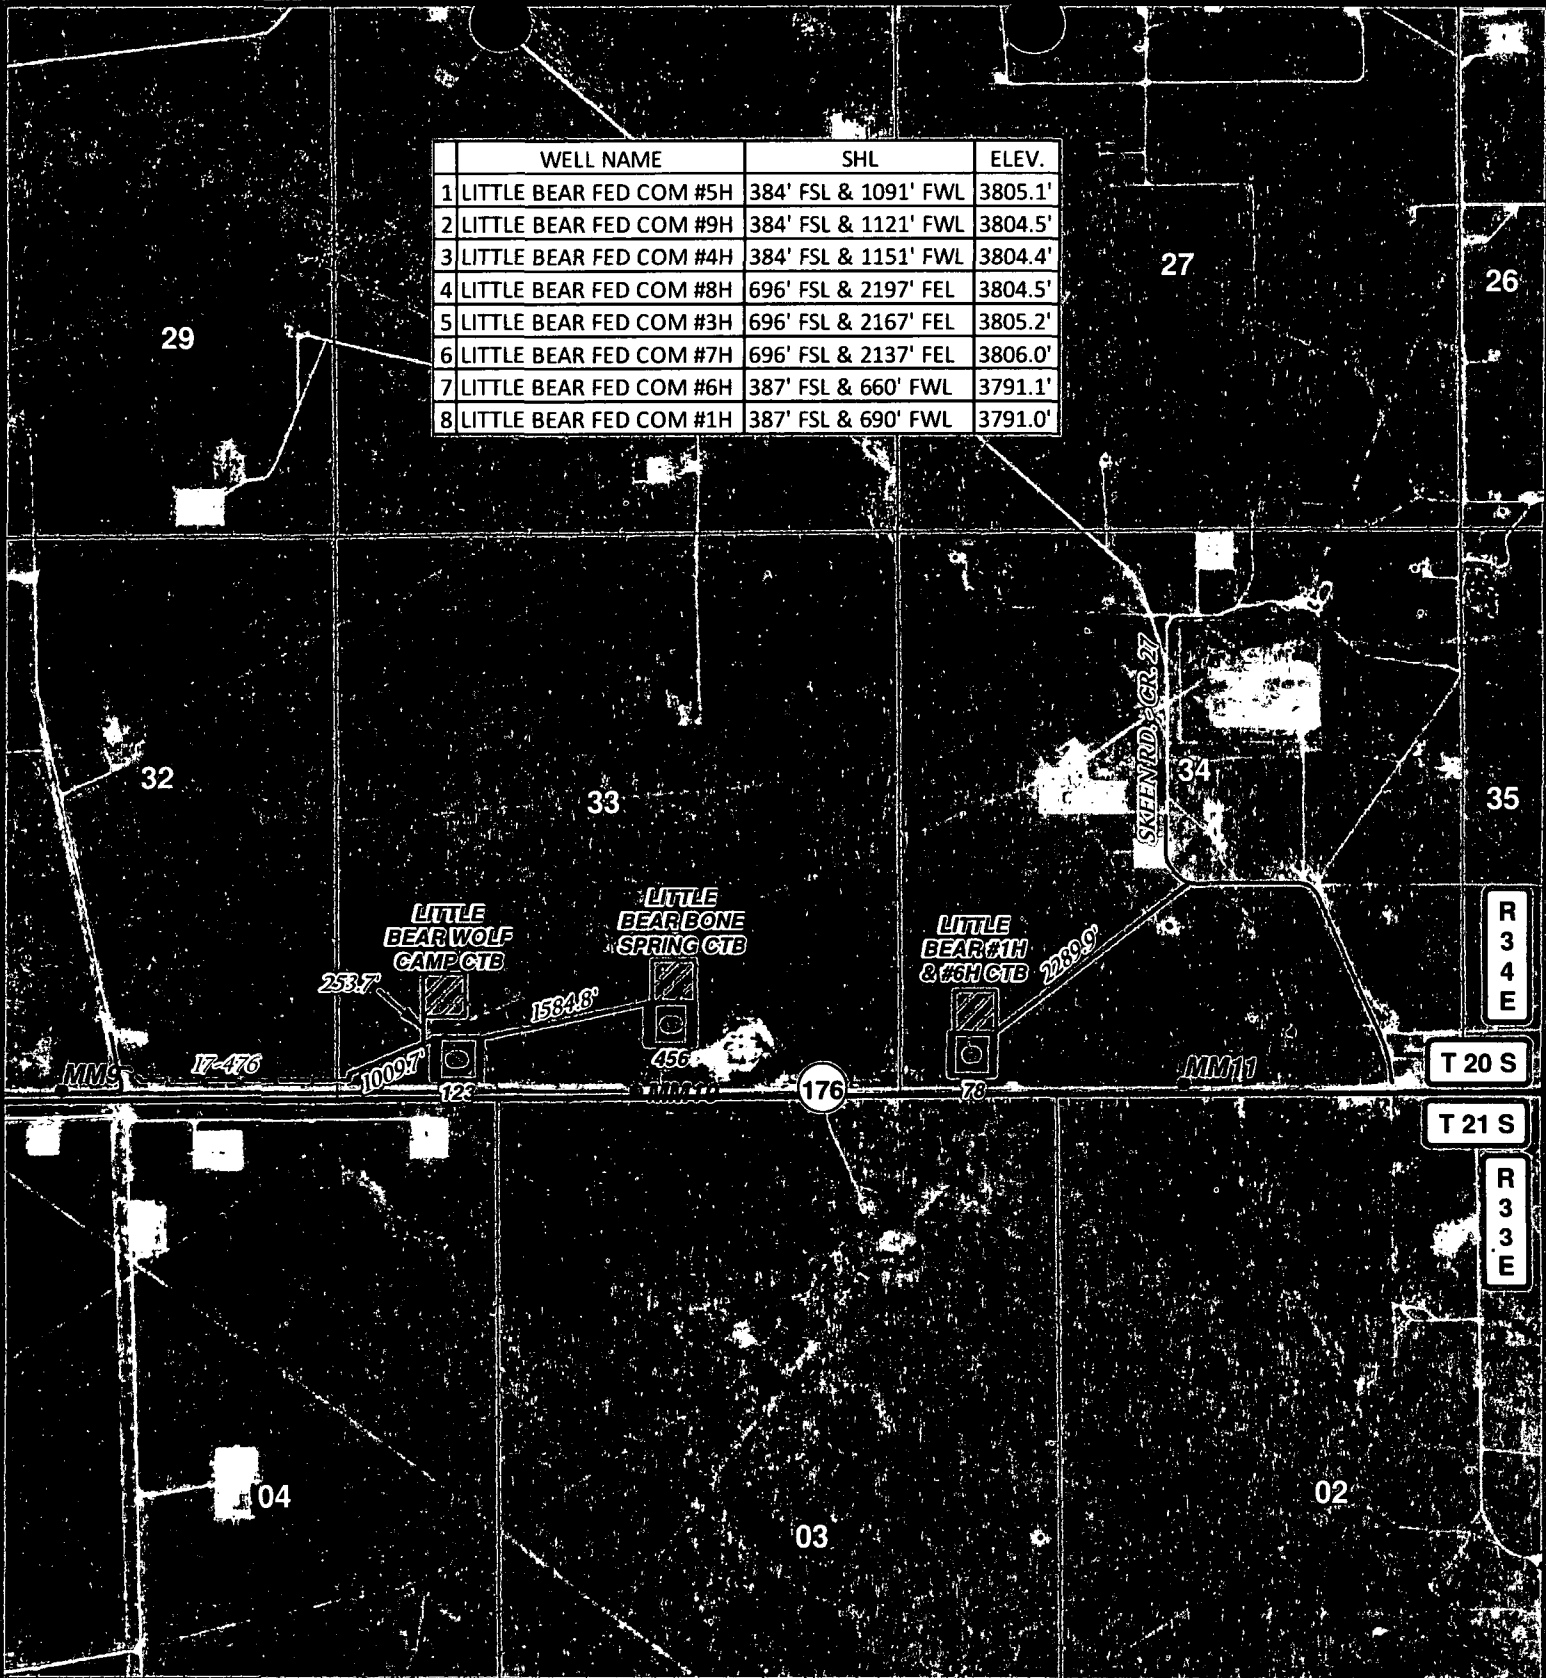 WELL NAME SHL ELEV.
1 LITTLE BEAR FED COM #5H 384' FSL & 1091' FWL 3805.1'
2 LITTLE BEAR FED COM #9H 384' FSL & 1121' FWL 3804.5'
3 LITTLE BEAR FED COM #4H 384' FSL & 1151' FWL 3804.4'
4 LITTLE BEAR FED COM #8H 696' FSL & 2197' FEL 3804.5'
5 LITTLE BEAR FED COM #3H 696' FSL & 2167' FEL 3805.2'
6 LITTLE BEAR FED COM #7H 696' FSL & 2137' FEL 3806.0'
7 LITTLE BEAR FED COM #6H 387' FSL & 660' FWL 3791.1'
8 LITTLE BEAR FED COM #1H 387' FSL & 690' FWL 3791.0'
29
27
26
32
33
SKEEN RD. > CR. 27
34
35
LITTLE
BEAR WOLF
CAMP CTB
LITTLE
BEAR BONE
SPRING CTB
LITTLE
BEAR #1H
& #6H CTB
253.7'
1584.8'
2289.9'
R
3
4
E
MM9
17-476
1009.7'
123
456
MM10
176
78
MM11
T 20 S
T 21 S
R
3
3
E
04
03
02